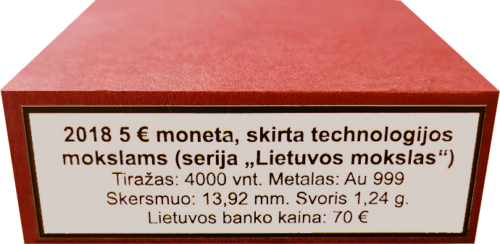 2018 5 € moneta, skirta technologijos
mokslams (serija „Lietuvos mokslas“)
Tiražas: 4000 vnt. Metalas: Au 999
Skersmuo: 13,92 mm. Svoris 1,24 g.
Lietuvos banko kaina: 70 €